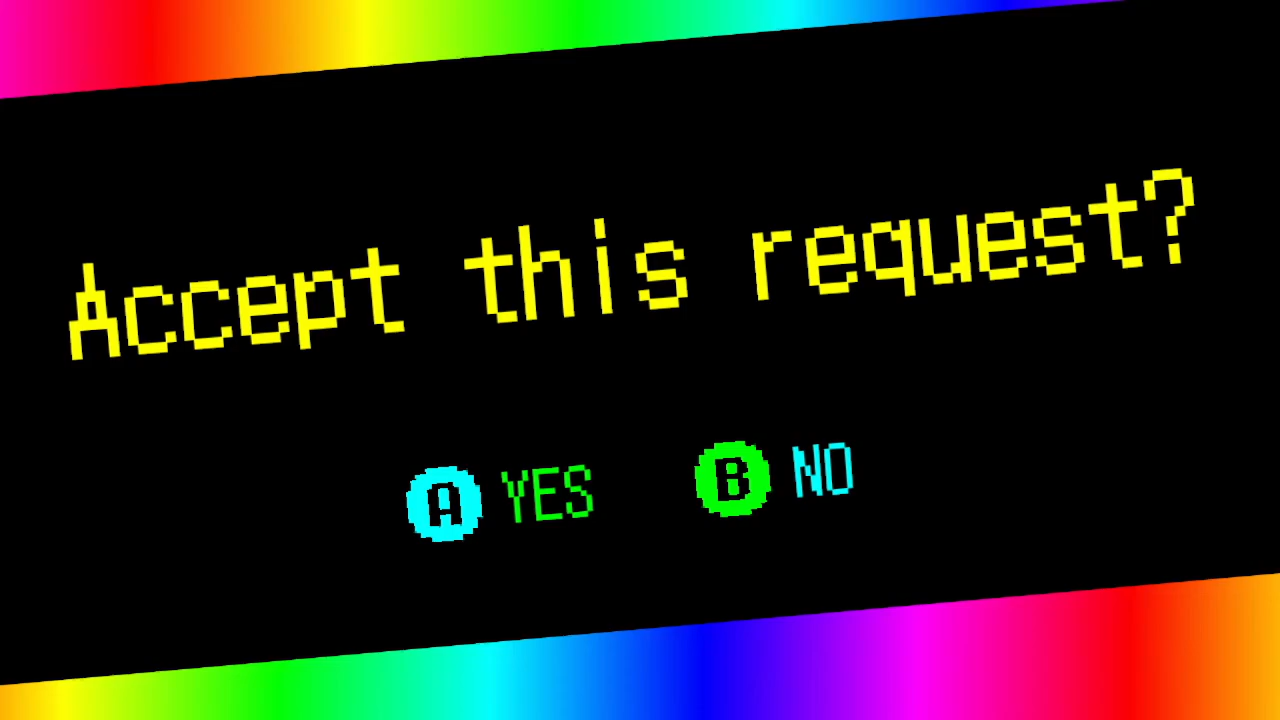 Accept this request?
A YES B NO